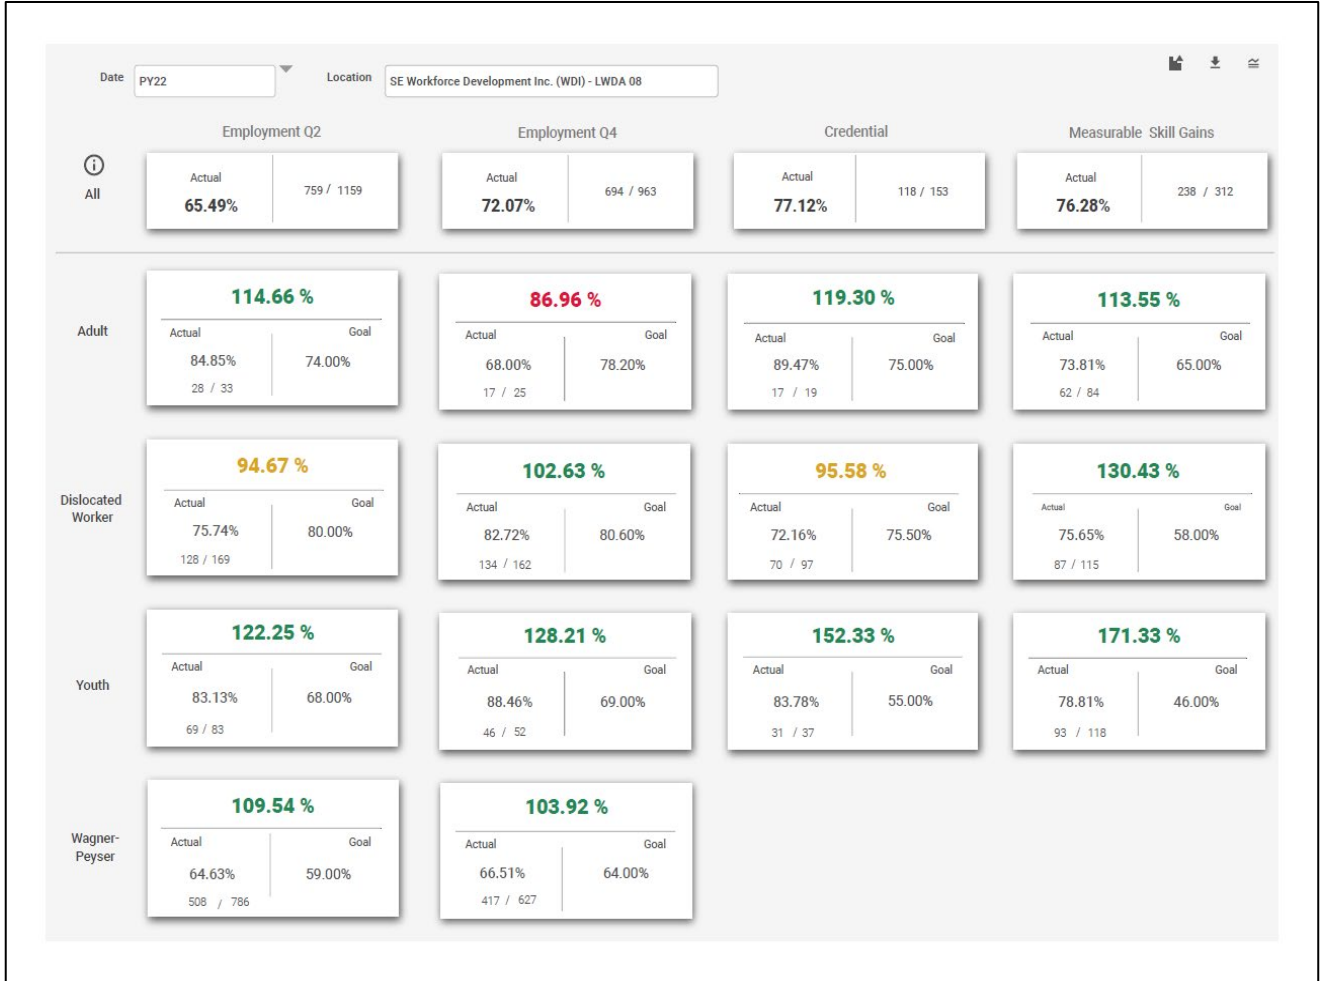 Date PY22 Location SE Workforce Development Inc. (WDI) - LWDA 08
Employment Q2 Employment Q4 Credential Measurable Skill Gains
All
Actual 65.49% 759 / 1159
Actual 72.07% 694 / 963
Actual 77.12% 118 / 153
Actual 76.28% 238 / 312
Adult
114.66 %
Actual Goal
84.85% 74.00%
28 / 33
86.96 %
Actual Goal
68.00% 78.20%
17 / 25
119.30 %
Actual Goal
89.47% 75.00%
17 / 19
113.55 %
Actual Goal
73.81% 65.00%
62 / 84
Dislocated
Worker
94.67 %
Actual Goal
75.74% 80.00%
128 / 169
102.63 %
Actual Goal
82.72% 80.60%
134 / 162
95.58 %
Actual Goal
72.16% 75.50%
70 / 97
130.43 %
Actual Goal
75.65% 58.00%
87 / 115
Youth
122.25 %
Actual Goal
83.13% 68.00%
69 / 83
128.21 %
Actual Goal
88.46% 69.00%
46 / 52
152.33 %
Actual Goal
83.78% 55.00%
31 / 37
171.33 %
Actual Goal
78.81% 46.00%
93 / 118
Wagner-
Peyser
109.54 %
Actual Goal
64.63% 59.00%
508 / 786
103.92 %
Actual Goal
66.51% 64.00%
417 / 627